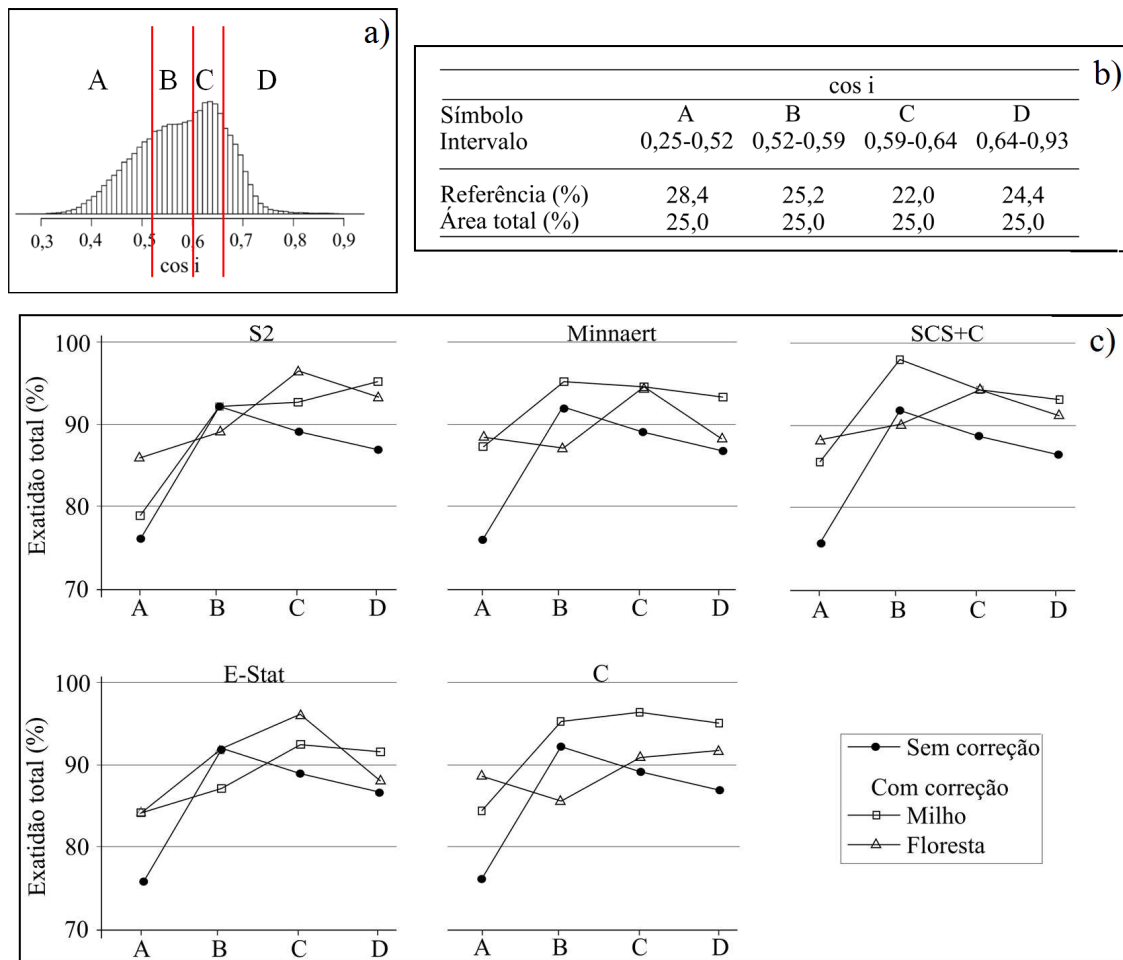 a)
A B C D
0,3 0,4 0,5 0,6 0,7 0,8 0,9
cos i
b)
cos i
Símbolo A B C D
Intervalo 0,25-0,52 0,52-0,59 0,59-0,64 0,64-0,93
Referência (%) 28,4 25,2 22,0 24,4
Área total (%) 25,0 25,0 25,0 25,0
c)
S2
Minnaert
SCS+C
Exatidão total (%)
100
90
80
70
A B C D
A B C D
A B C D
E-Stat
C
Exatidão total (%)
100
90
80
70
A B C D
A B C D
Sem correção
Com correção
Milho
Floresta